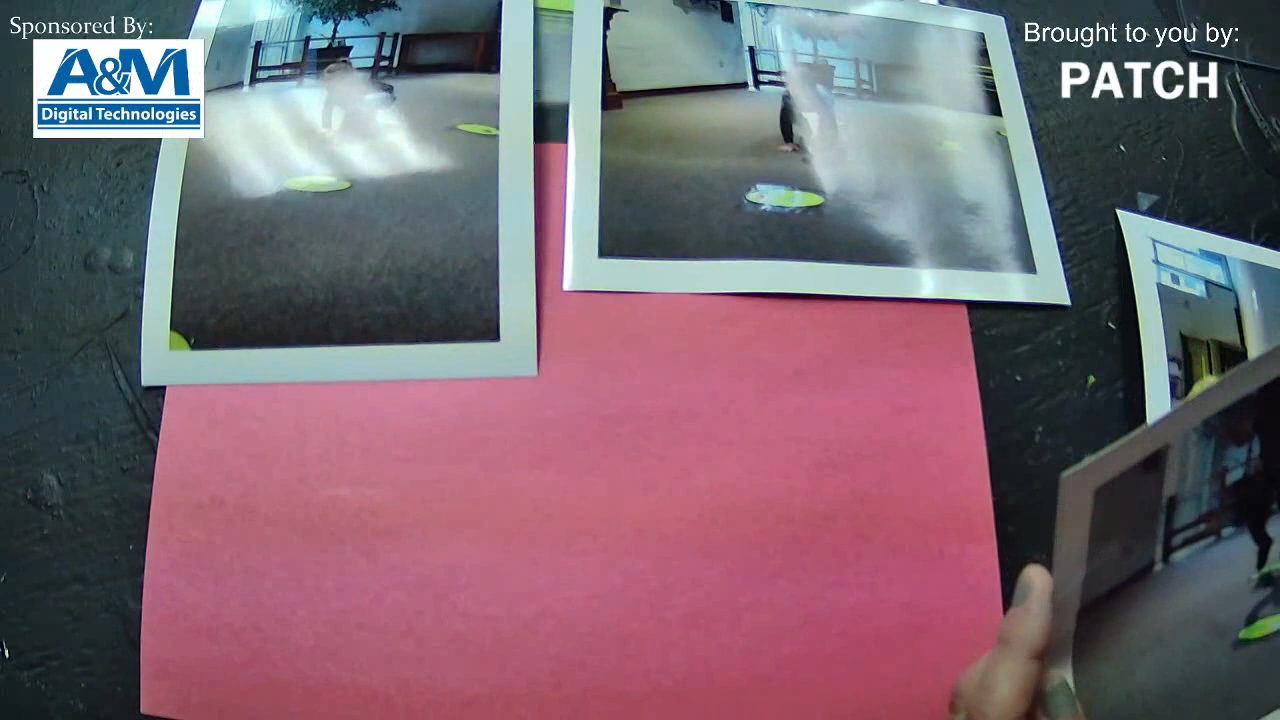 Sponsored By:
A&M
Digital Technologies
Brought to you by:
PATCH